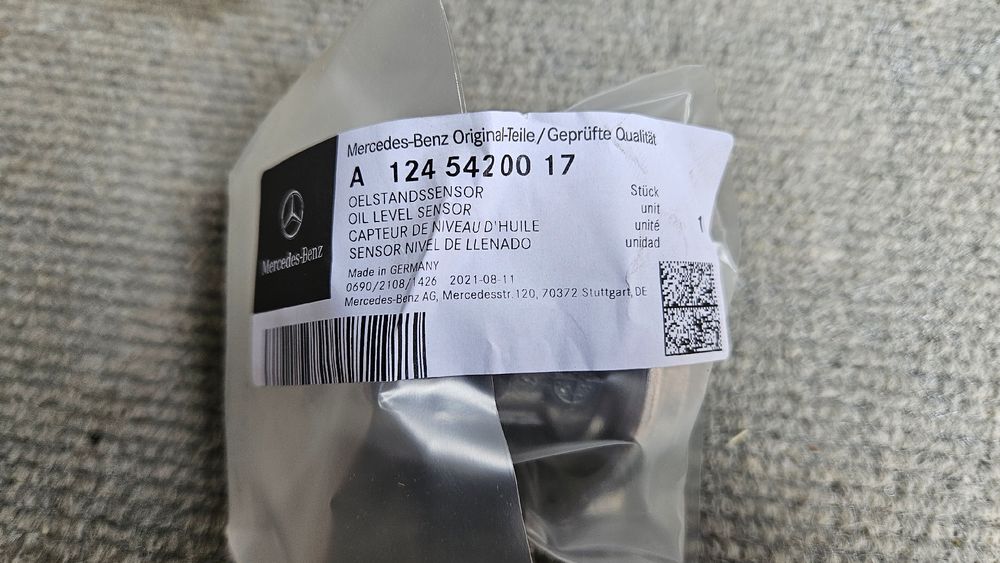 Mercedes-Benz Original-Teile/Geprüfte Qualität
A 124 542 00 17
OELSTANDSSENSOR
OIL LEVEL SENSOR
CAPTEUR DE NIVEAU D'HUILE
SENSOR NIVEL DE LLENADO
Stück
unit
unité 1
unidad
Made in GERMANY
0690/2108/1426 2021-08-11
Mercedes-Benz AG, Mercedesstr.120, 70372 Stuttgart, DE
Mercedes-Benz